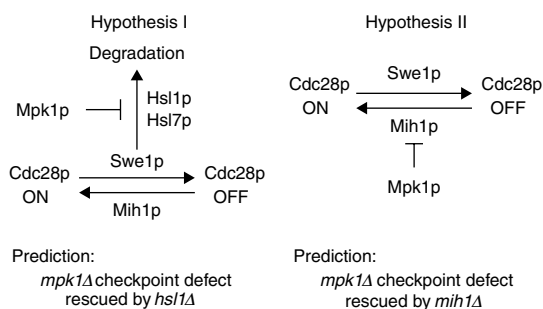 Hypothesis I
Degradation
Mpk1p
Hsl1p
Hsl7p
Swe1p
Cdc28p
ON
Cdc28p
OFF
Mih1p
Prediction:
mpk1Δ checkpoint defect
rescued by hsl1Δ
Hypothesis II
Swe1p
Cdc28p
ON
Cdc28p
OFF
Mih1p
Mpk1p
Prediction:
mpk1Δ checkpoint defect
rescued by mih1Δ